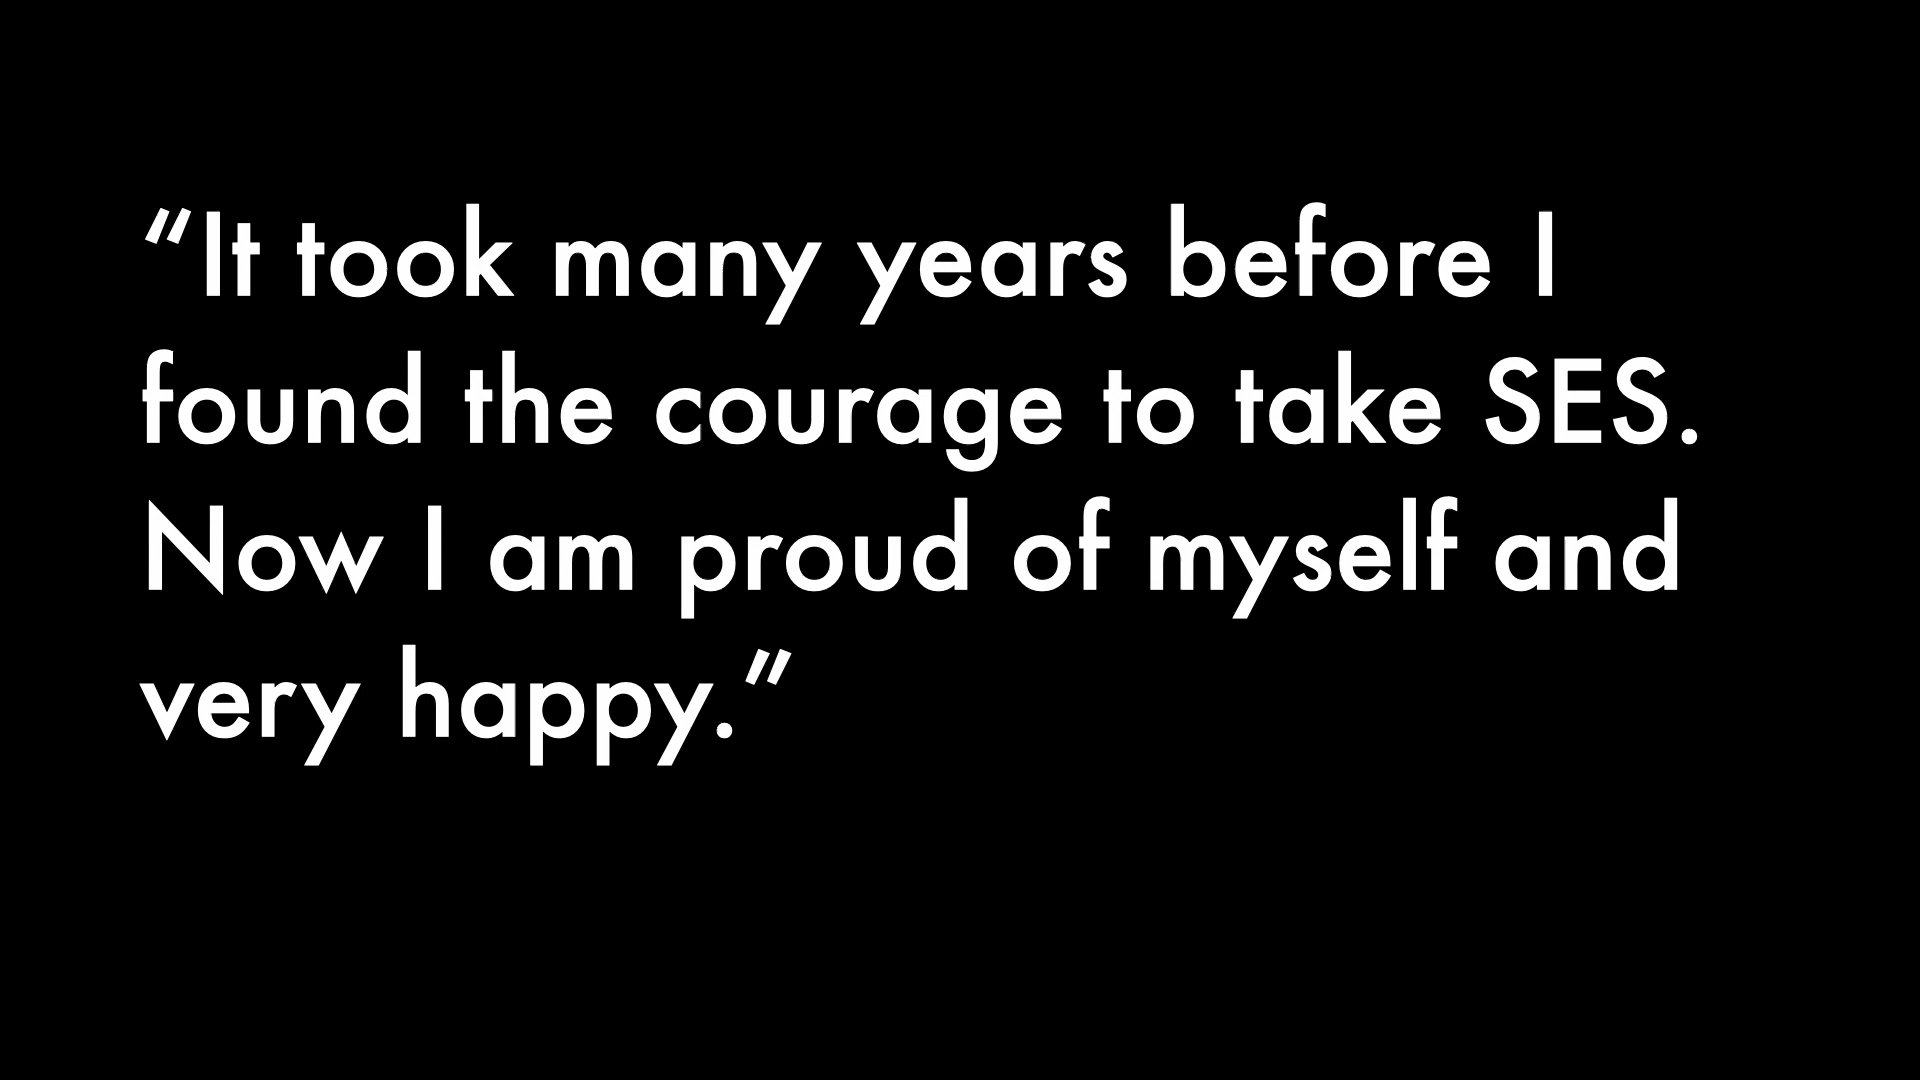 “It took many years before I
found the courage to take SES.
Now I am proud of myself and
very happy.”